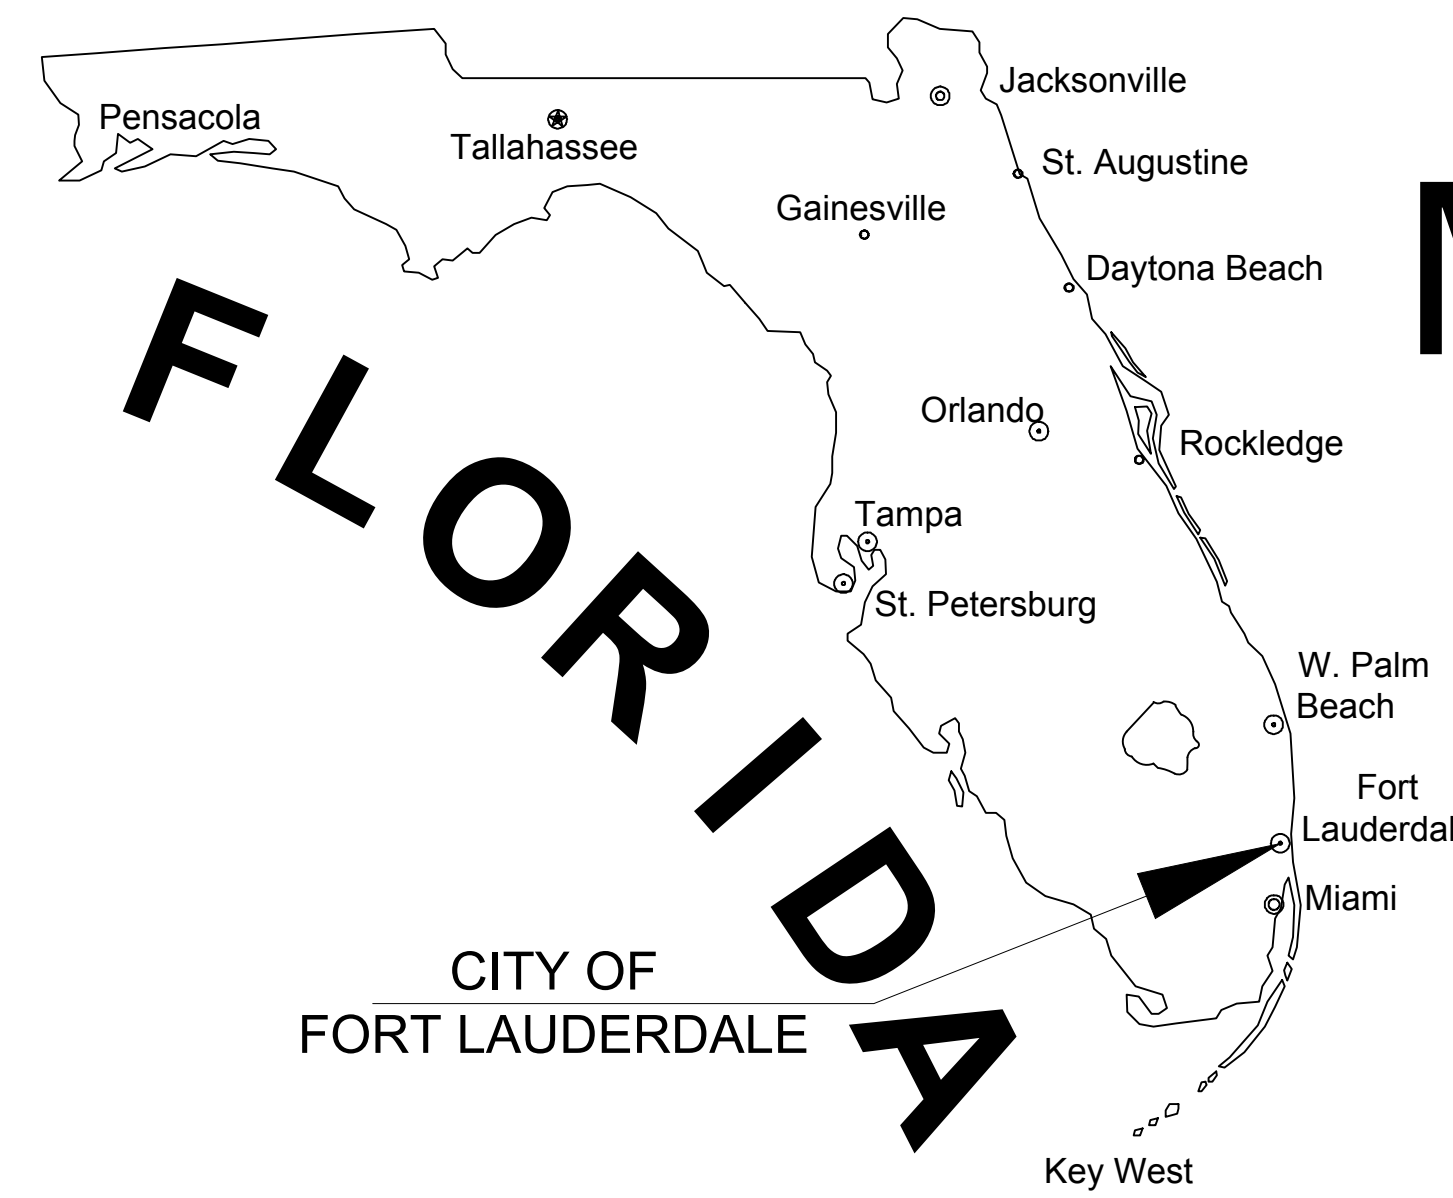 Jacksonville
Pensacola
Tallahassee
St. Augustine
Gainesville
Daytona Beach
FLORIDA
Orlando
Rockledge
Tampa
St. Petersburg
W. Palm
Beach
Fort
Lauderdal
Miami
CITY OF
FORT LAUDERDALE
Key West